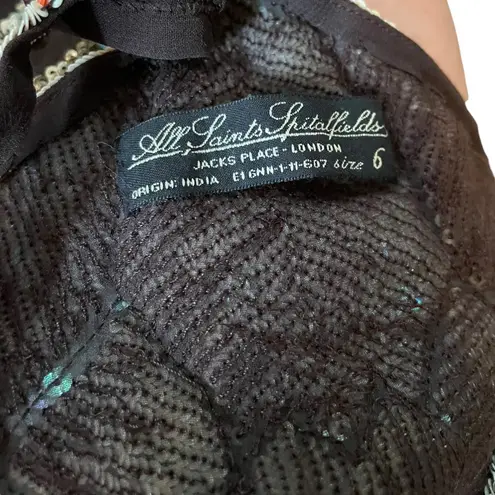 All Saints Spitalfields
JACKS PLACE - LONDON
ORIGIN: INDIA E1 6NN-1-11-607 size 6